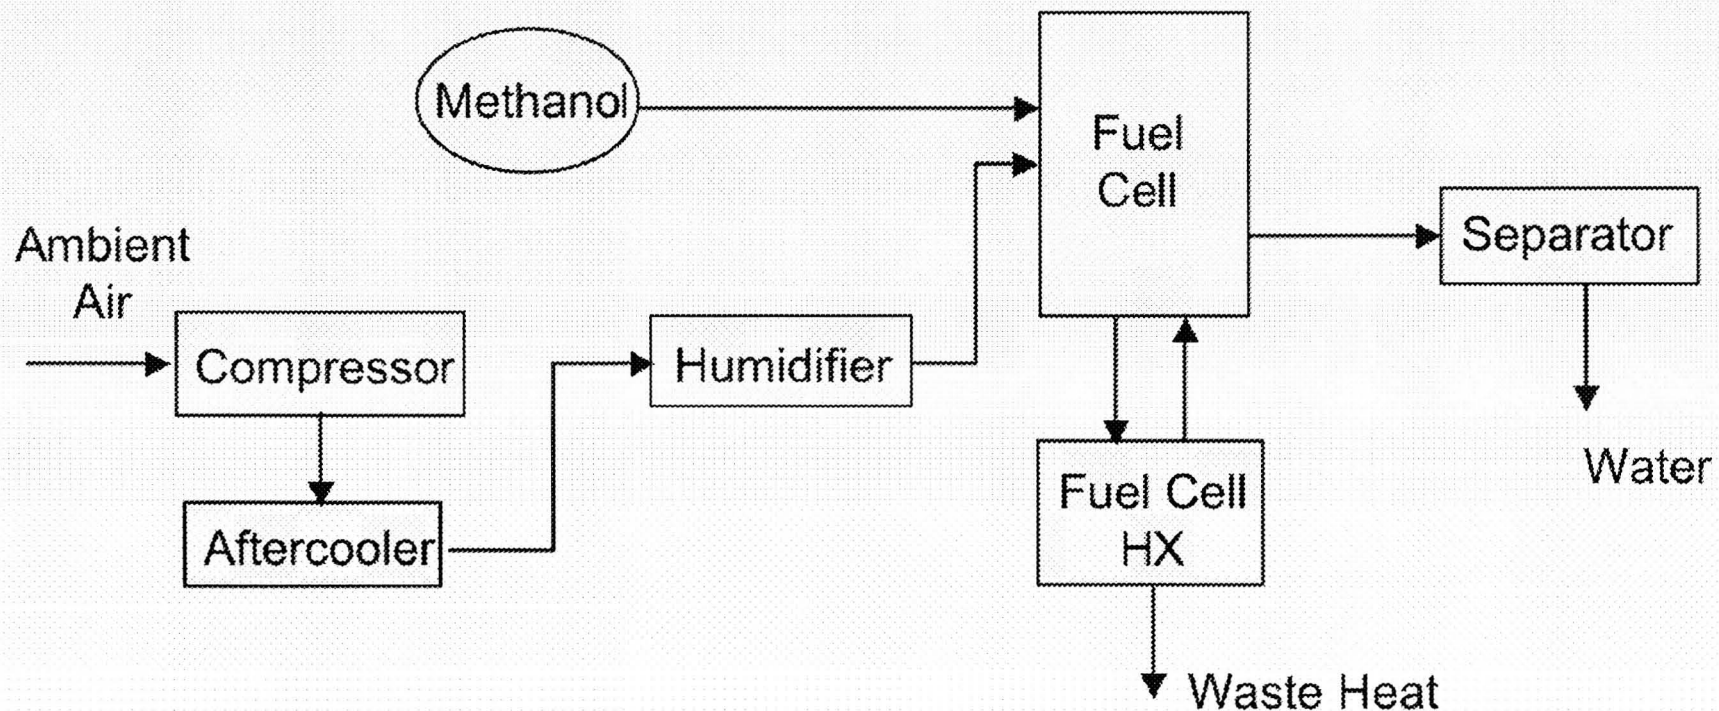 Methanol
Fuel
Cell
Separator
Ambient
Air
Compressor
Humidifier
Water
Aftercooler
Fuel Cell
HX
Waste Heat